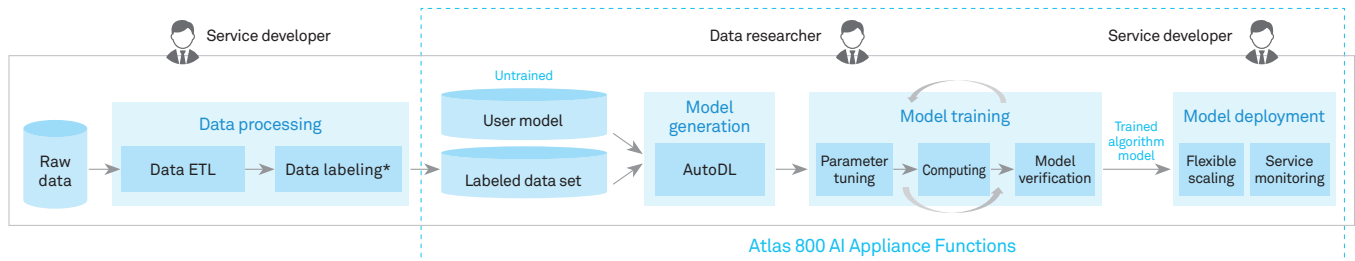 Service developer
Data researcher
Service developer
Raw
data
Data processing
Data ETL
Data labeling*
Untrained
User model
Labeled data set
Model
generation
AutoDL
Model training
Parameter
tuning
Computing
Model
verification
Trained
algorithm
model
Model deployment
Flexible
scaling
Service
monitoring
Atlas 800 AI Appliance Functions